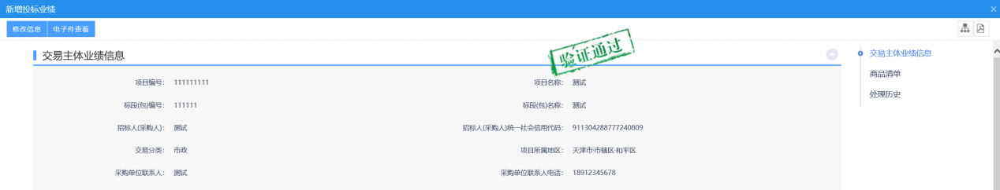 新增投标业绩
修改信息 电子件查看
交易主体业绩信息
验证通过
项目编号： 111111111 项目名称： 测试
标段(包)编号： 111111 标段(包)名称： 测试
招标人(采购人)： 测试 招标人(采购人)统一社会信用代码： 911304288777240809
交易分类： 市政 项目所属地区： 天津市·市辖区·和平区
采购单位联系人： 测试 采购单位联系人电话： 18912345678
交易主体业绩信息
商品清单
处理历史